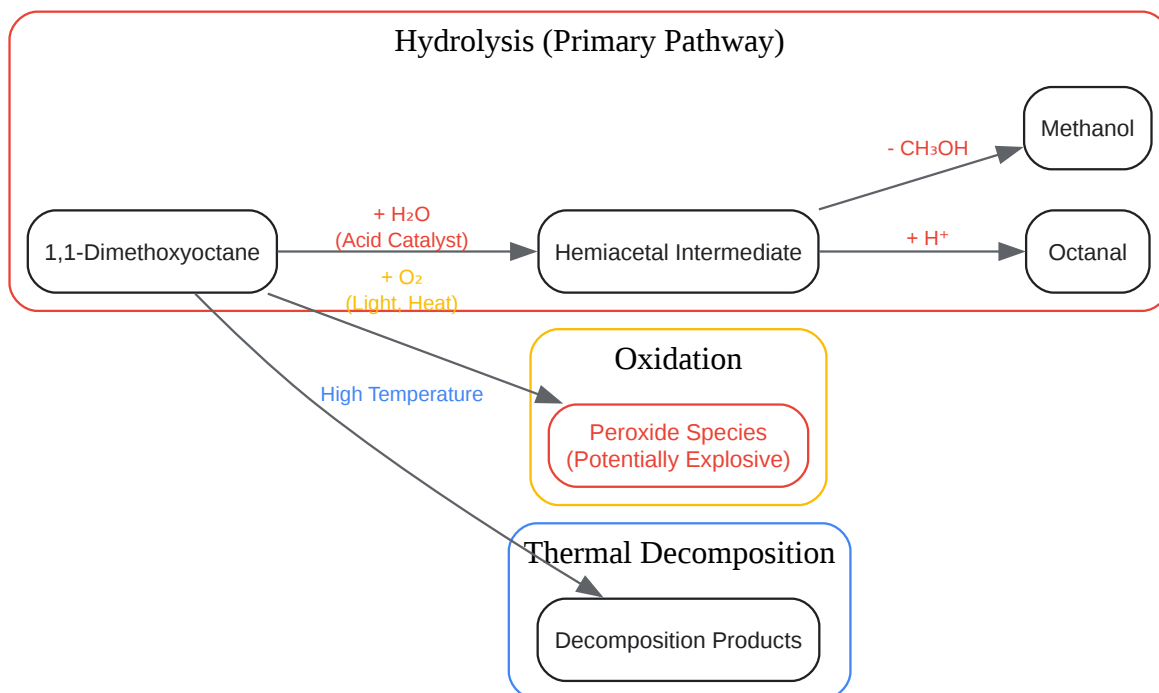 Hydrolysis (Primary Pathway)
Methanol
- CH₃OH
1,1-Dimethoxyoctane
+ H₂O
(Acid Catalyst)
Hemiacetal Intermediate
+ H⁺
Octanal
+ O₂
(Light, Heat)
Oxidation
High Temperature
Peroxide Species
(Potentially Explosive)
Thermal Decomposition
Decomposition Products